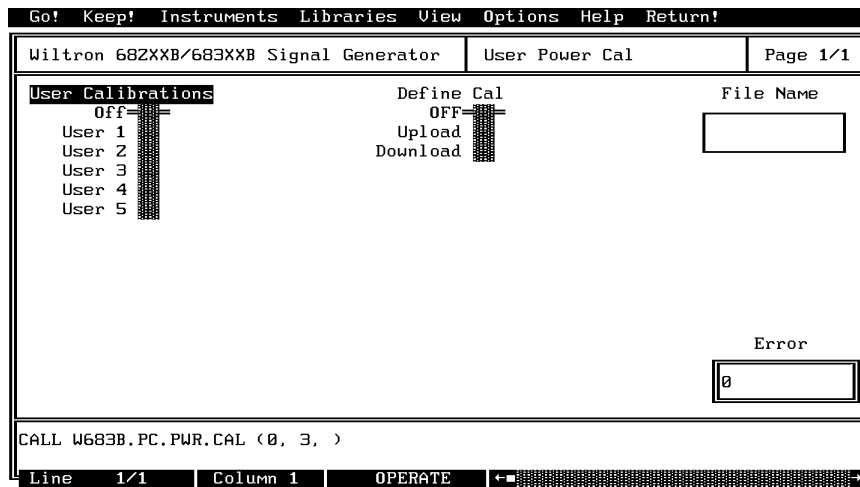 Go! Keep! Instruments Libraries View Options Help Return!
Wiltron 682XXB/683XXB Signal Generator User Power Cal Page 1/1
User Calibrations Define Cal File Name
Off OFF
User 1 Upload
User 2 Download
User 3
User 4
User 5
Error
0
CALL W683B.PC.PWR.CAL (0, 3, )
Line 1/1 Column 1 OPERATE